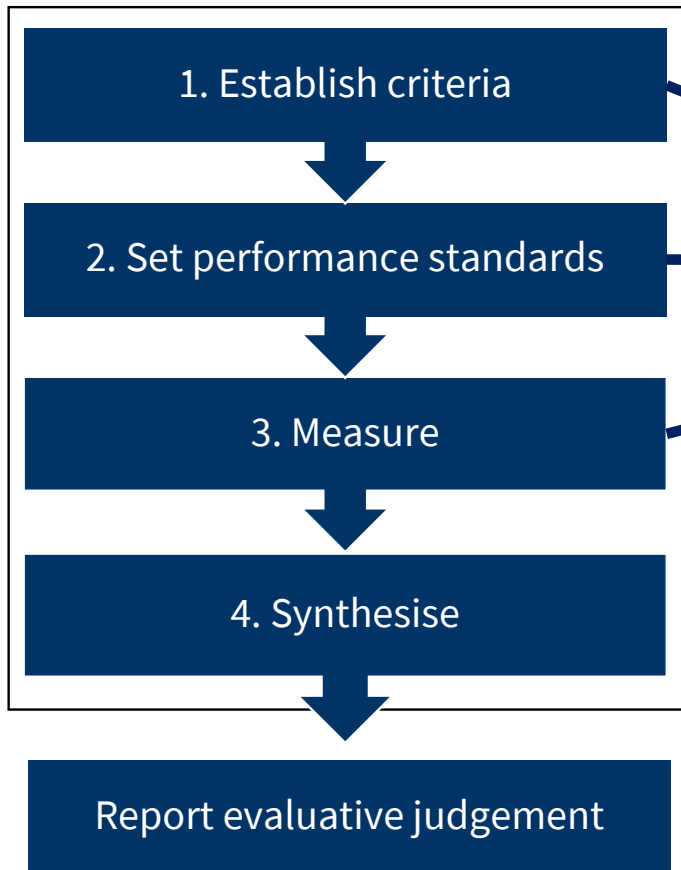 1. Establish criteria
2. Set performance standards
3. Measure
4. Synthesise
Report evaluative judgement